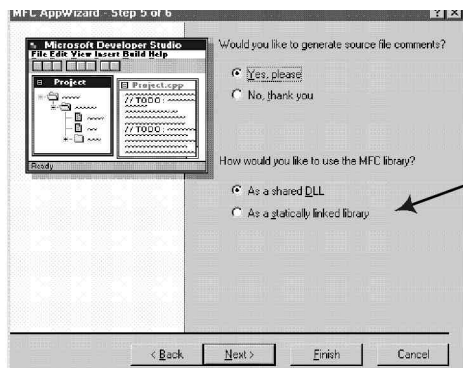 MFC AppWizard - Step 5 of 6
Microsoft Developer Studio
File Edit View Insert Build Help
Project
Project.cpp
// TODO:
// TODO:
Ready
Would you like to generate source file comments?
Yes, please
No, thank you
How would you like to use the MFC library?
As a shared DLL
As a statically linked library
< Back
Next >
Finish
Cancel